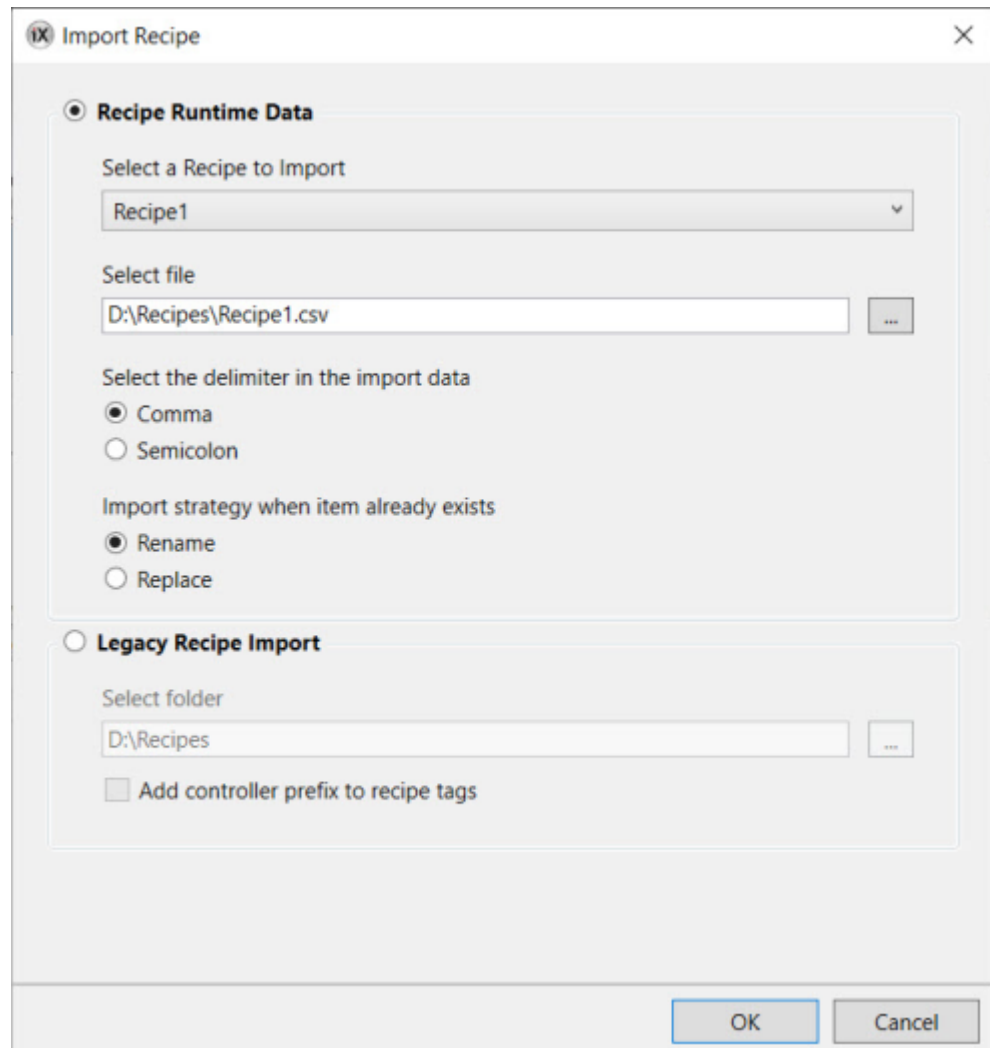 iX Import Recipe
Recipe Runtime Data
Select a Recipe to Import
Recipe1
Select file
D:\Recipes\Recipe1.csv
...
Select the delimiter in the import data
Comma
Semicolon
Import strategy when item already exists
Rename
Replace
Legacy Recipe Import
Select folder
D:\Recipes
...
Add controller prefix to recipe tags
OK Cancel